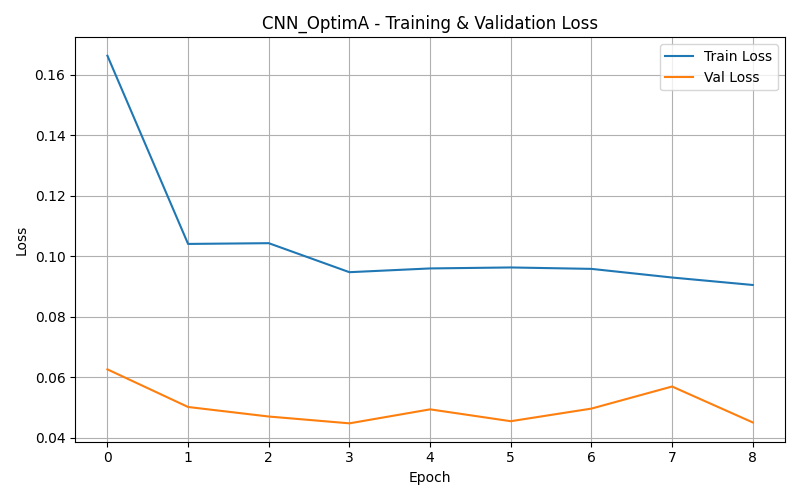 CNN_OptimA - Training & Validation Loss
Train Loss
Val Loss
0.16
0.14
0.12
0.10
0.08
0.06
0.04
Loss
0 1 2 3 4 5 6 7 8
Epoch